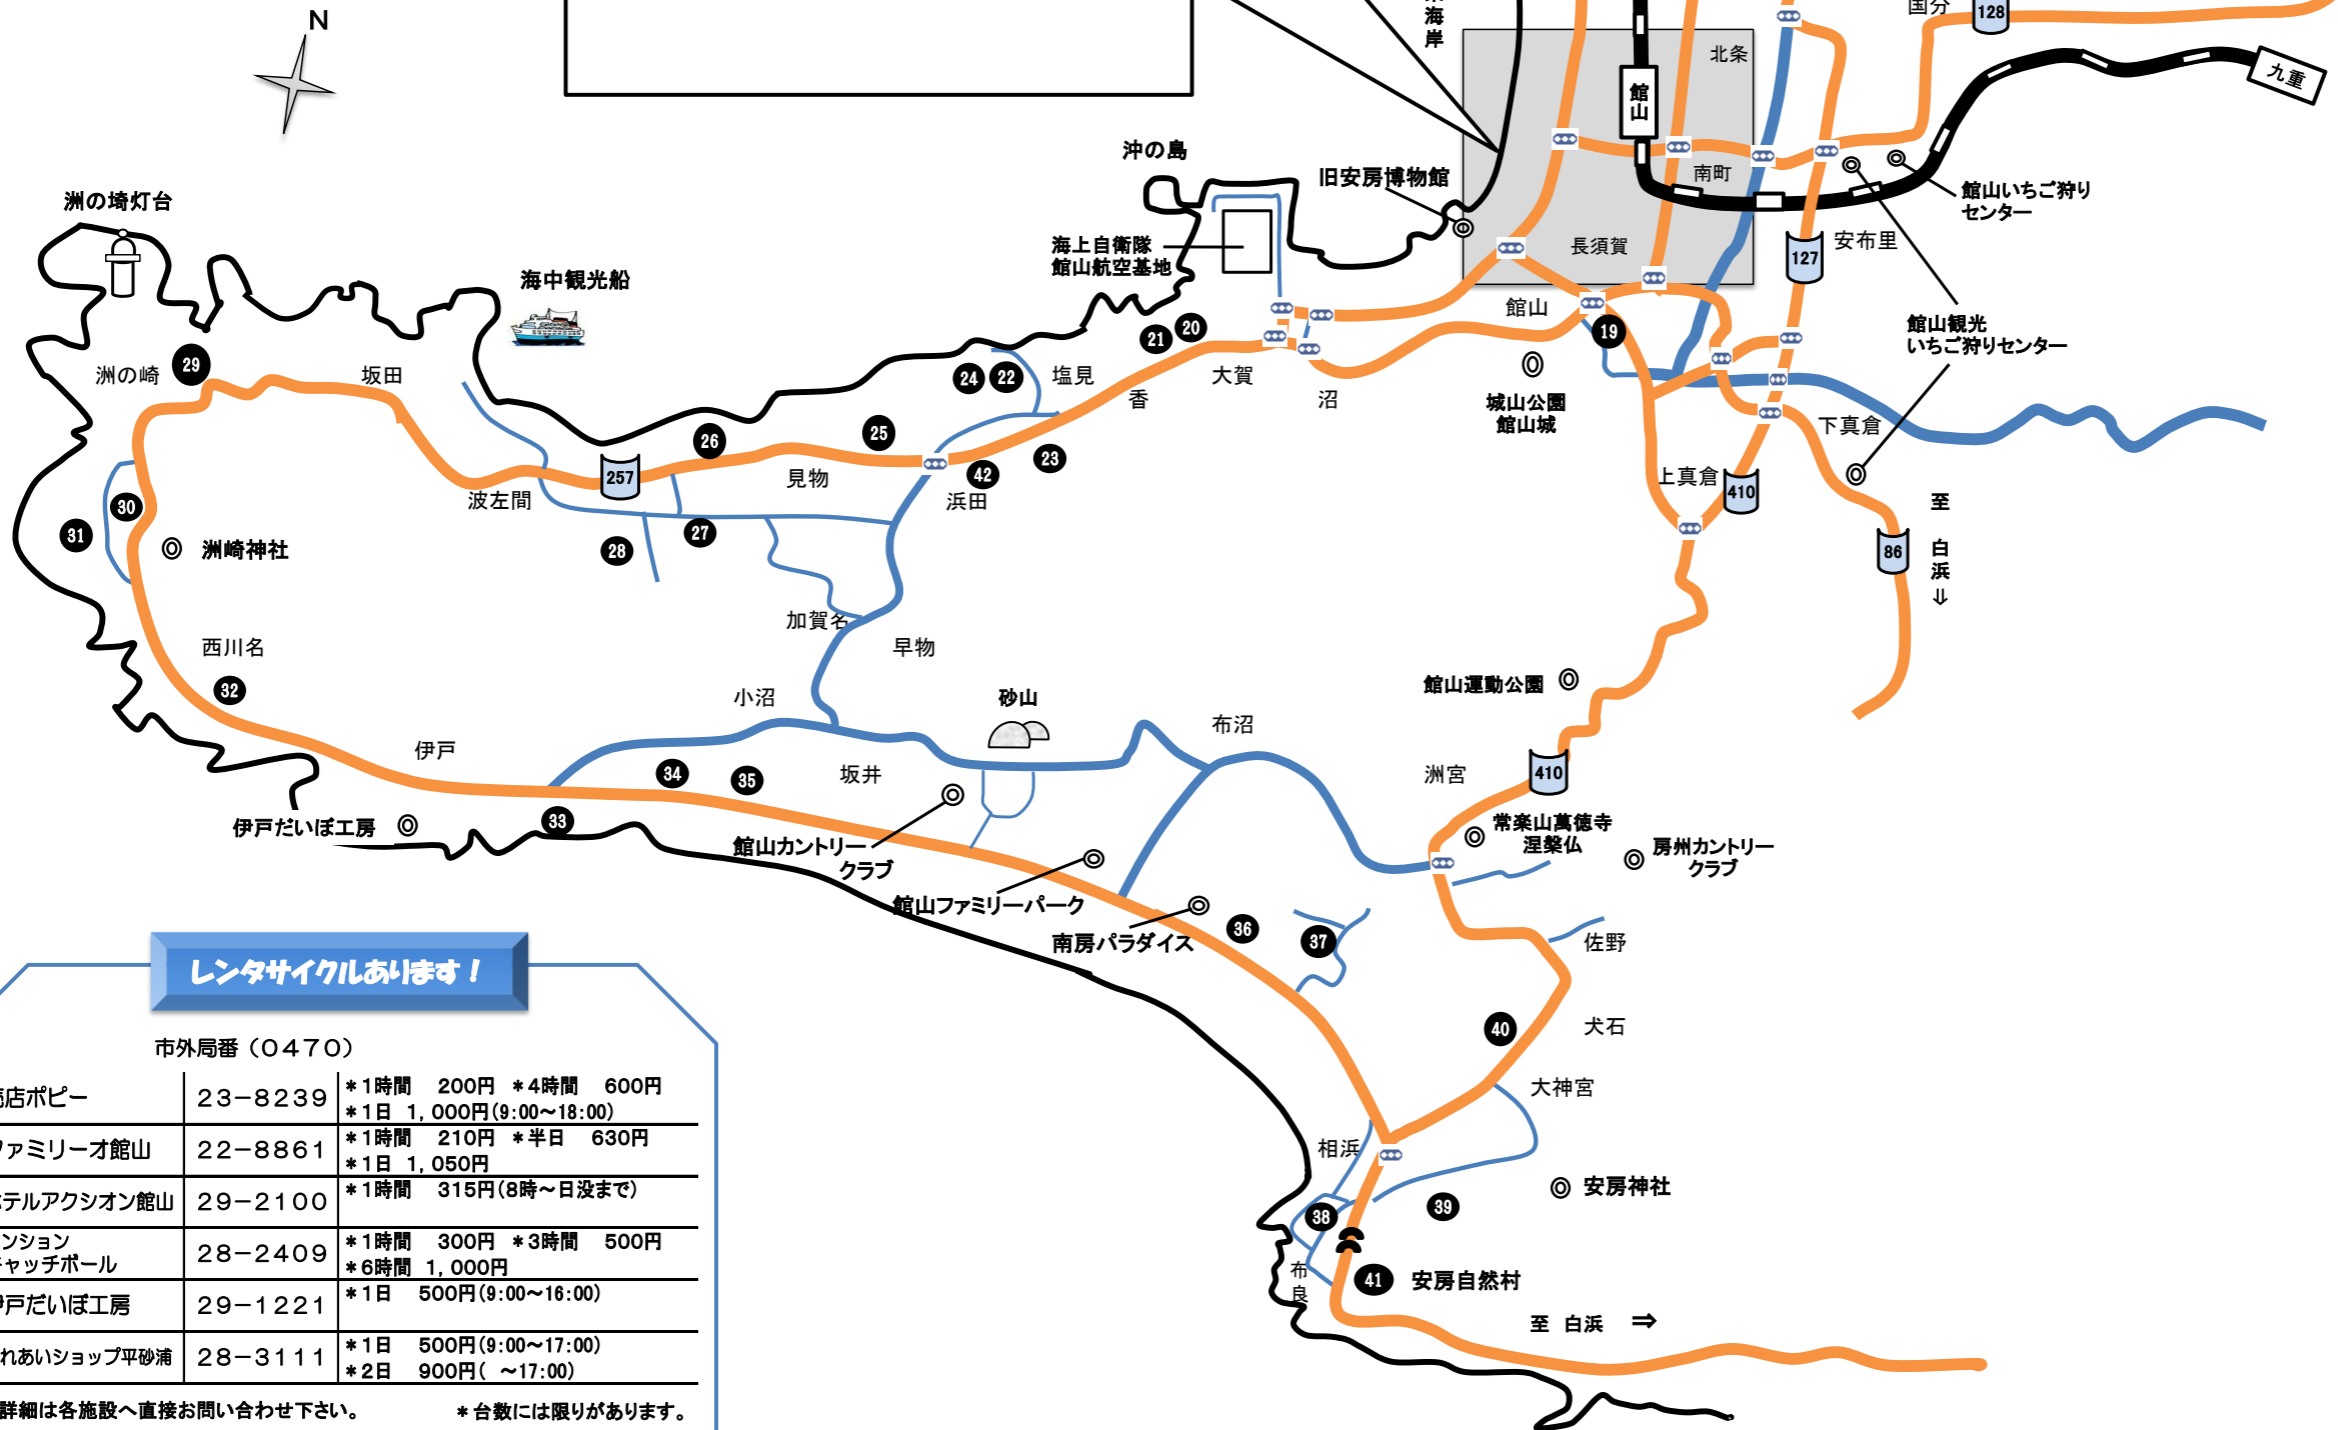 N
国分
128
海
岸
北条
館
山
九重
沖の島
旧安房博物館
南町
館山いちご狩り
センター
洲の埼灯台
海上自衛隊
館山航空基地
長須賀
127
安布里
海中観光船
館山
19
館山観光
いちご狩りセンター
21
20
洲の崎
29
坂田
24
22
塩見
香
大賀
沼
城山公園
館山城
下真倉
26
25
23
257
見物
42
浜田
波左間
上真倉
410
至
白
浜
⇓
86
30
31
洲崎神社
28
27
加賀名
早物
西川名
32
小沼
砂山
布沼
館山運動公園
伊戸
34
35
坂井
洲宮
410
33
伊戸だいぼ工房
館山カントリー
クラブ
常楽山萬徳寺
涅槃仏
房州カントリー
クラブ
館山ファミリーパーク
南房パラダイス
36
37
佐野
40
犬石
大神宮
相浜
38
39
安房神社
布
良
41
安房自然村
至 白浜 ⇒
レンタサイクルあります!
市外局番(0470)
店ポピー
23-8239
*1時間 200円 *4時間 600円
*1日 1,000円(9:00~18:00)
ファミリーオ館山
22-8861
*1時間 210円 *半日 630円
*1日 1,050円
テルアクシオン館山
29-2100
*1時間 315円(8時~日没まで)
ンション
ャッチボール
28-2409
*1時間 300円 *3時間 500円
*6時間 1,000円
戸だいぼ工房
29-1221
*1日 500円(9:00~16:00)
れあいショップ平砂浦
28-3111
*1日 500円(9:00~17:00)
*2日 900円( ~17:00)
詳細は各施設へ直接お問い合わせ下さい。 *台数には限りがあります。